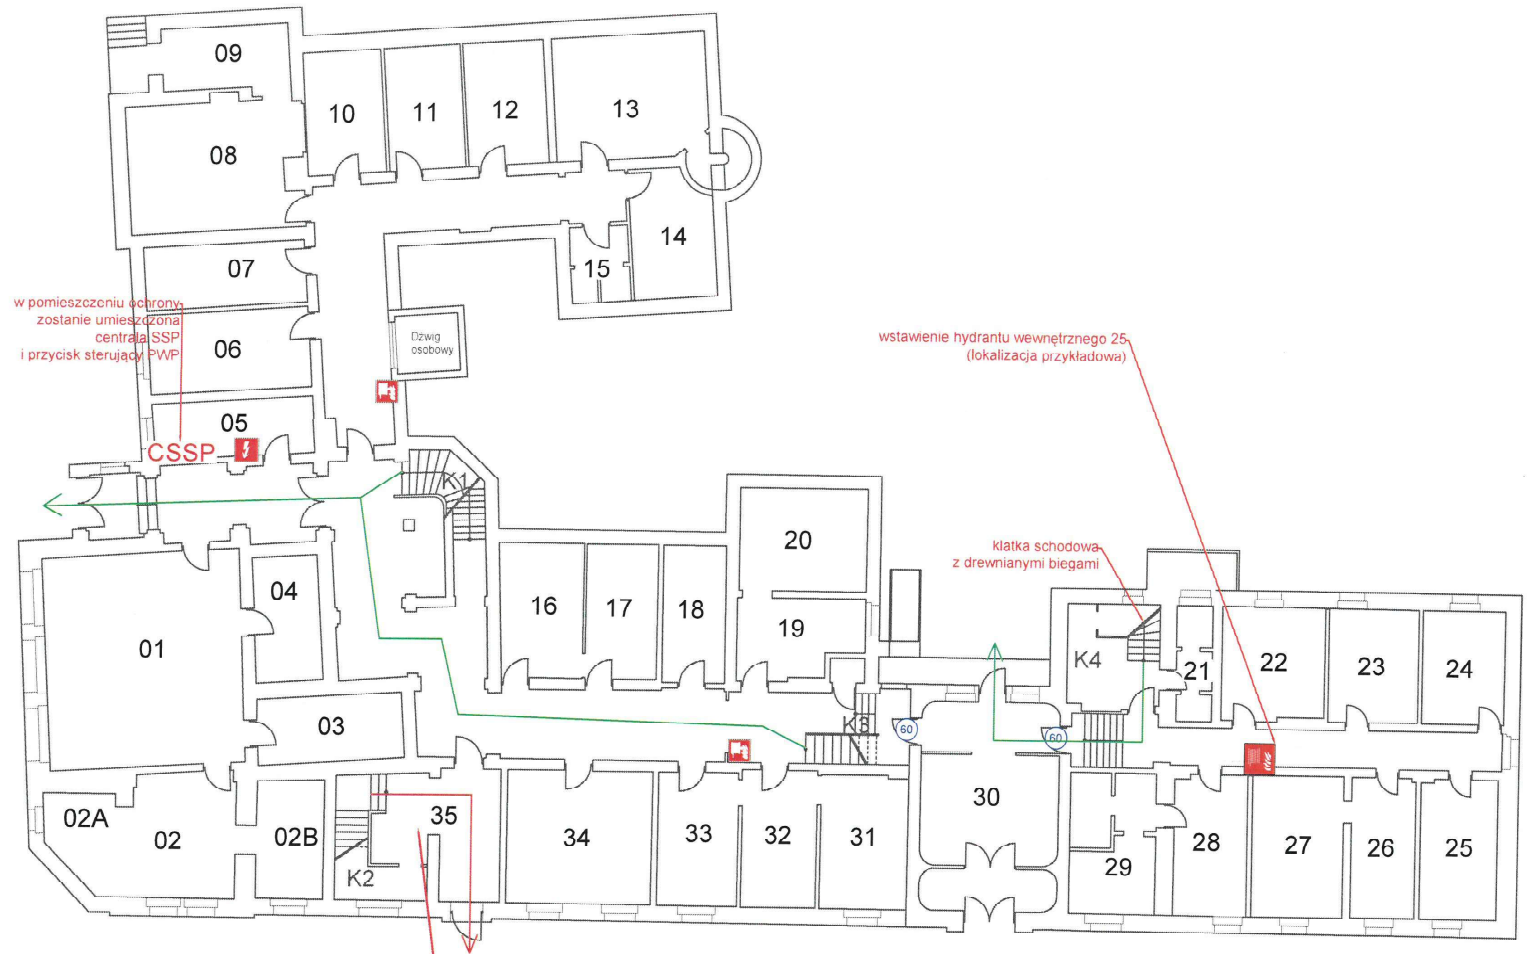 09
10
11
12
13
08
14
15
07
w pomieszczeniu ochrony
zostanie umieszczona
centrala SSP
i przycisk sterujący PWP
06
Dźwig
osobowy
wstawienie hydrantu wewnętrznego 25
(lokalizacja przykładowa)
05
CSSP
K1
20
klatka schodowa
z drewnianymi biegami
04
16
17
18
19
01
K4
21
22
23
24
03
K3
60
60
02A
02
02B
35
34
33
32
31
30
29
28
27
26
25
K2